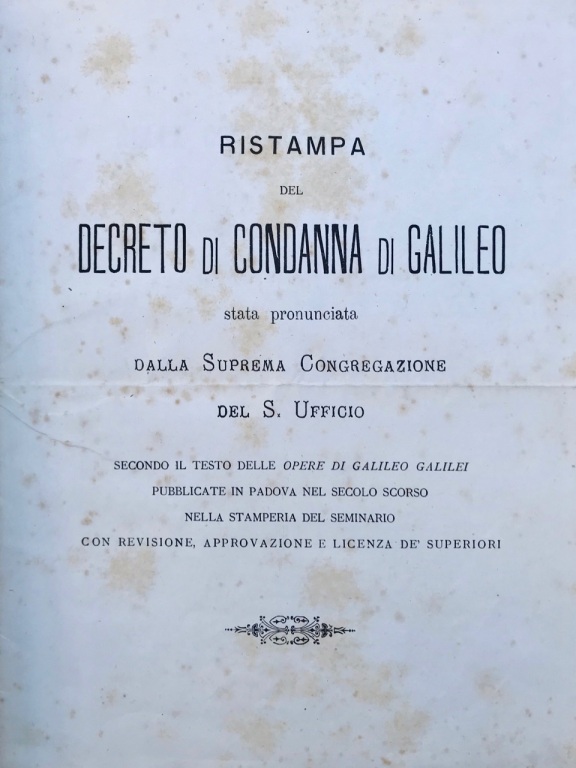 RISTAMPA
DEL
DECRETO DI CONDANNA DI GALILEO
stata pronunciata
DALLA SUPREMA CONGREGAZIONE
DEL S. UFFICIO
SECONDO IL TESTO DELLE OPERE DI GALILEO GALILEI
PUBBLICATE IN PADOVA NEL SECOLO SCORSO
NELLA STAMPERIA DEL SEMINARIO
CON REVISIONE, APPROVAZIONE E LICENZA DE' SUPERIORI